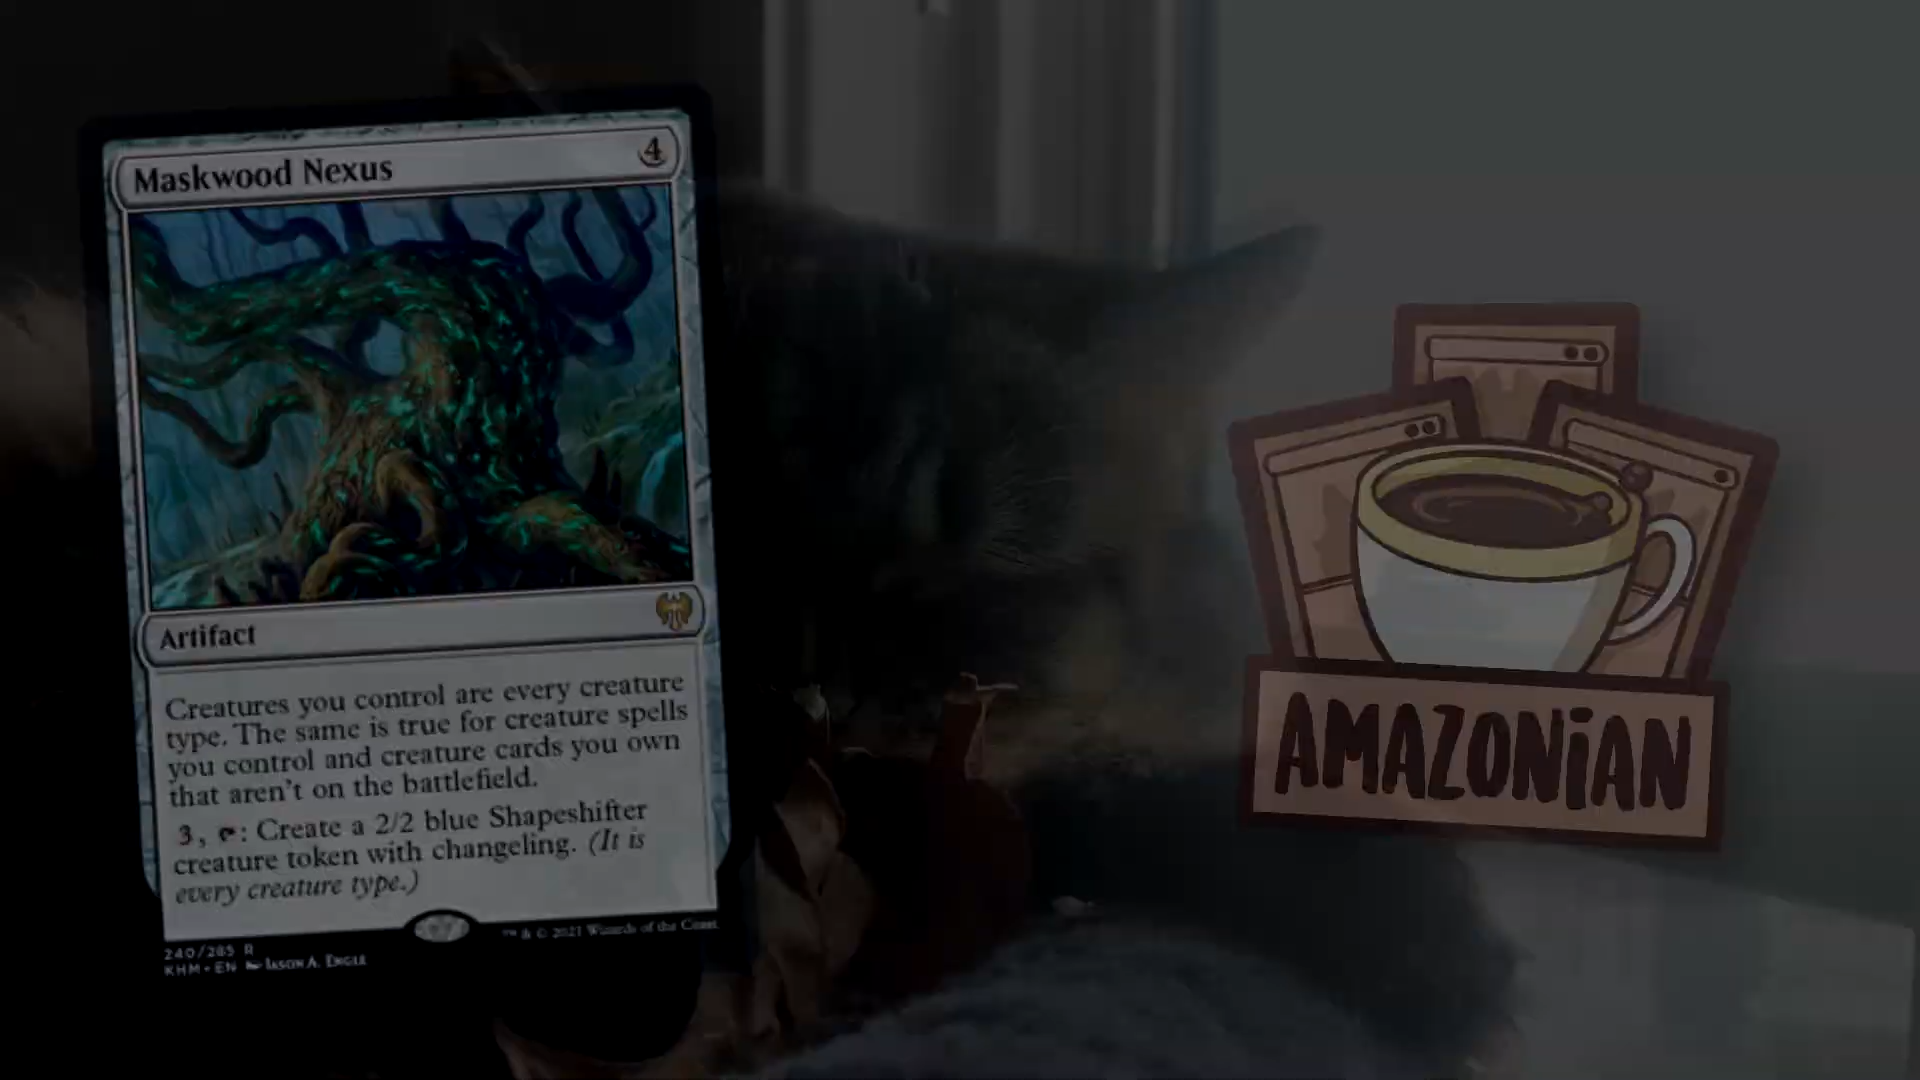 Maskwood Nexus 4
Artifact
Creatures you control are every creature
type. The same is true for creature spells
you control and creature cards you own
that aren't on the battlefield.
3, T: Create a 2/2 blue Shapeshifter
creature token with changeling. (It is
every creature type.)
™ & © 2021 Wizards of the Coast
240/285 R
KHM • EN Jason A. Engle
AMAZONiAN